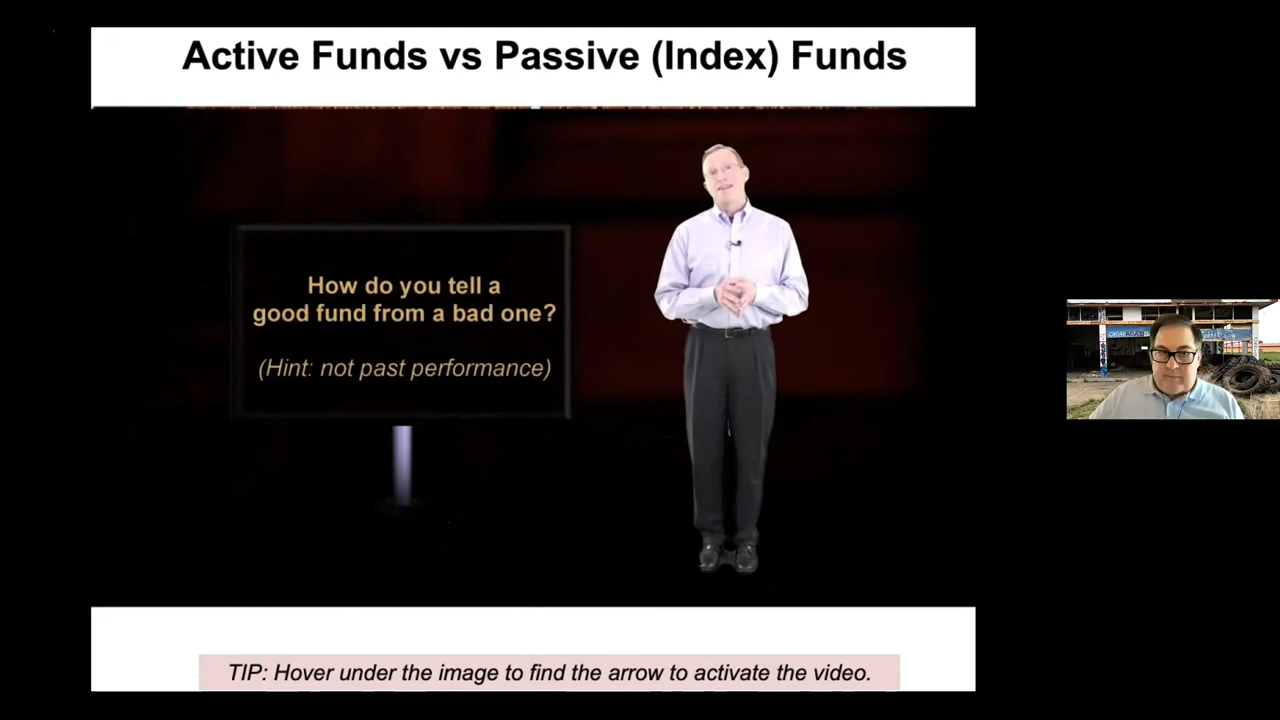 Active Funds vs Passive (Index) Funds
How do you tell a
good fund from a bad one?
(Hint: not past performance)
TIP: Hover under the image to find the arrow to activate the video.